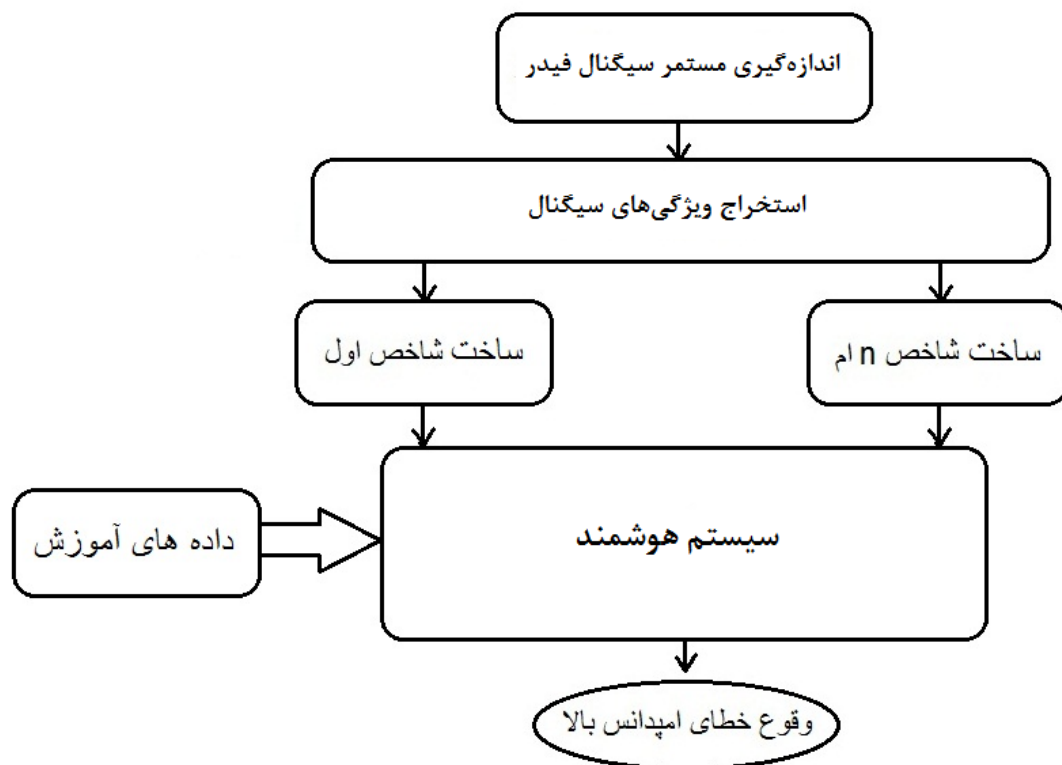 اندازه‌گیری مستمر سیگنال فیدر
استخراج ویژگی‌های سیگنال
ساخت شاخص اول
ساخت شاخص n ام
داده های آموزش
سیستم هوشمند
وقوع خطای امپدانس بالا